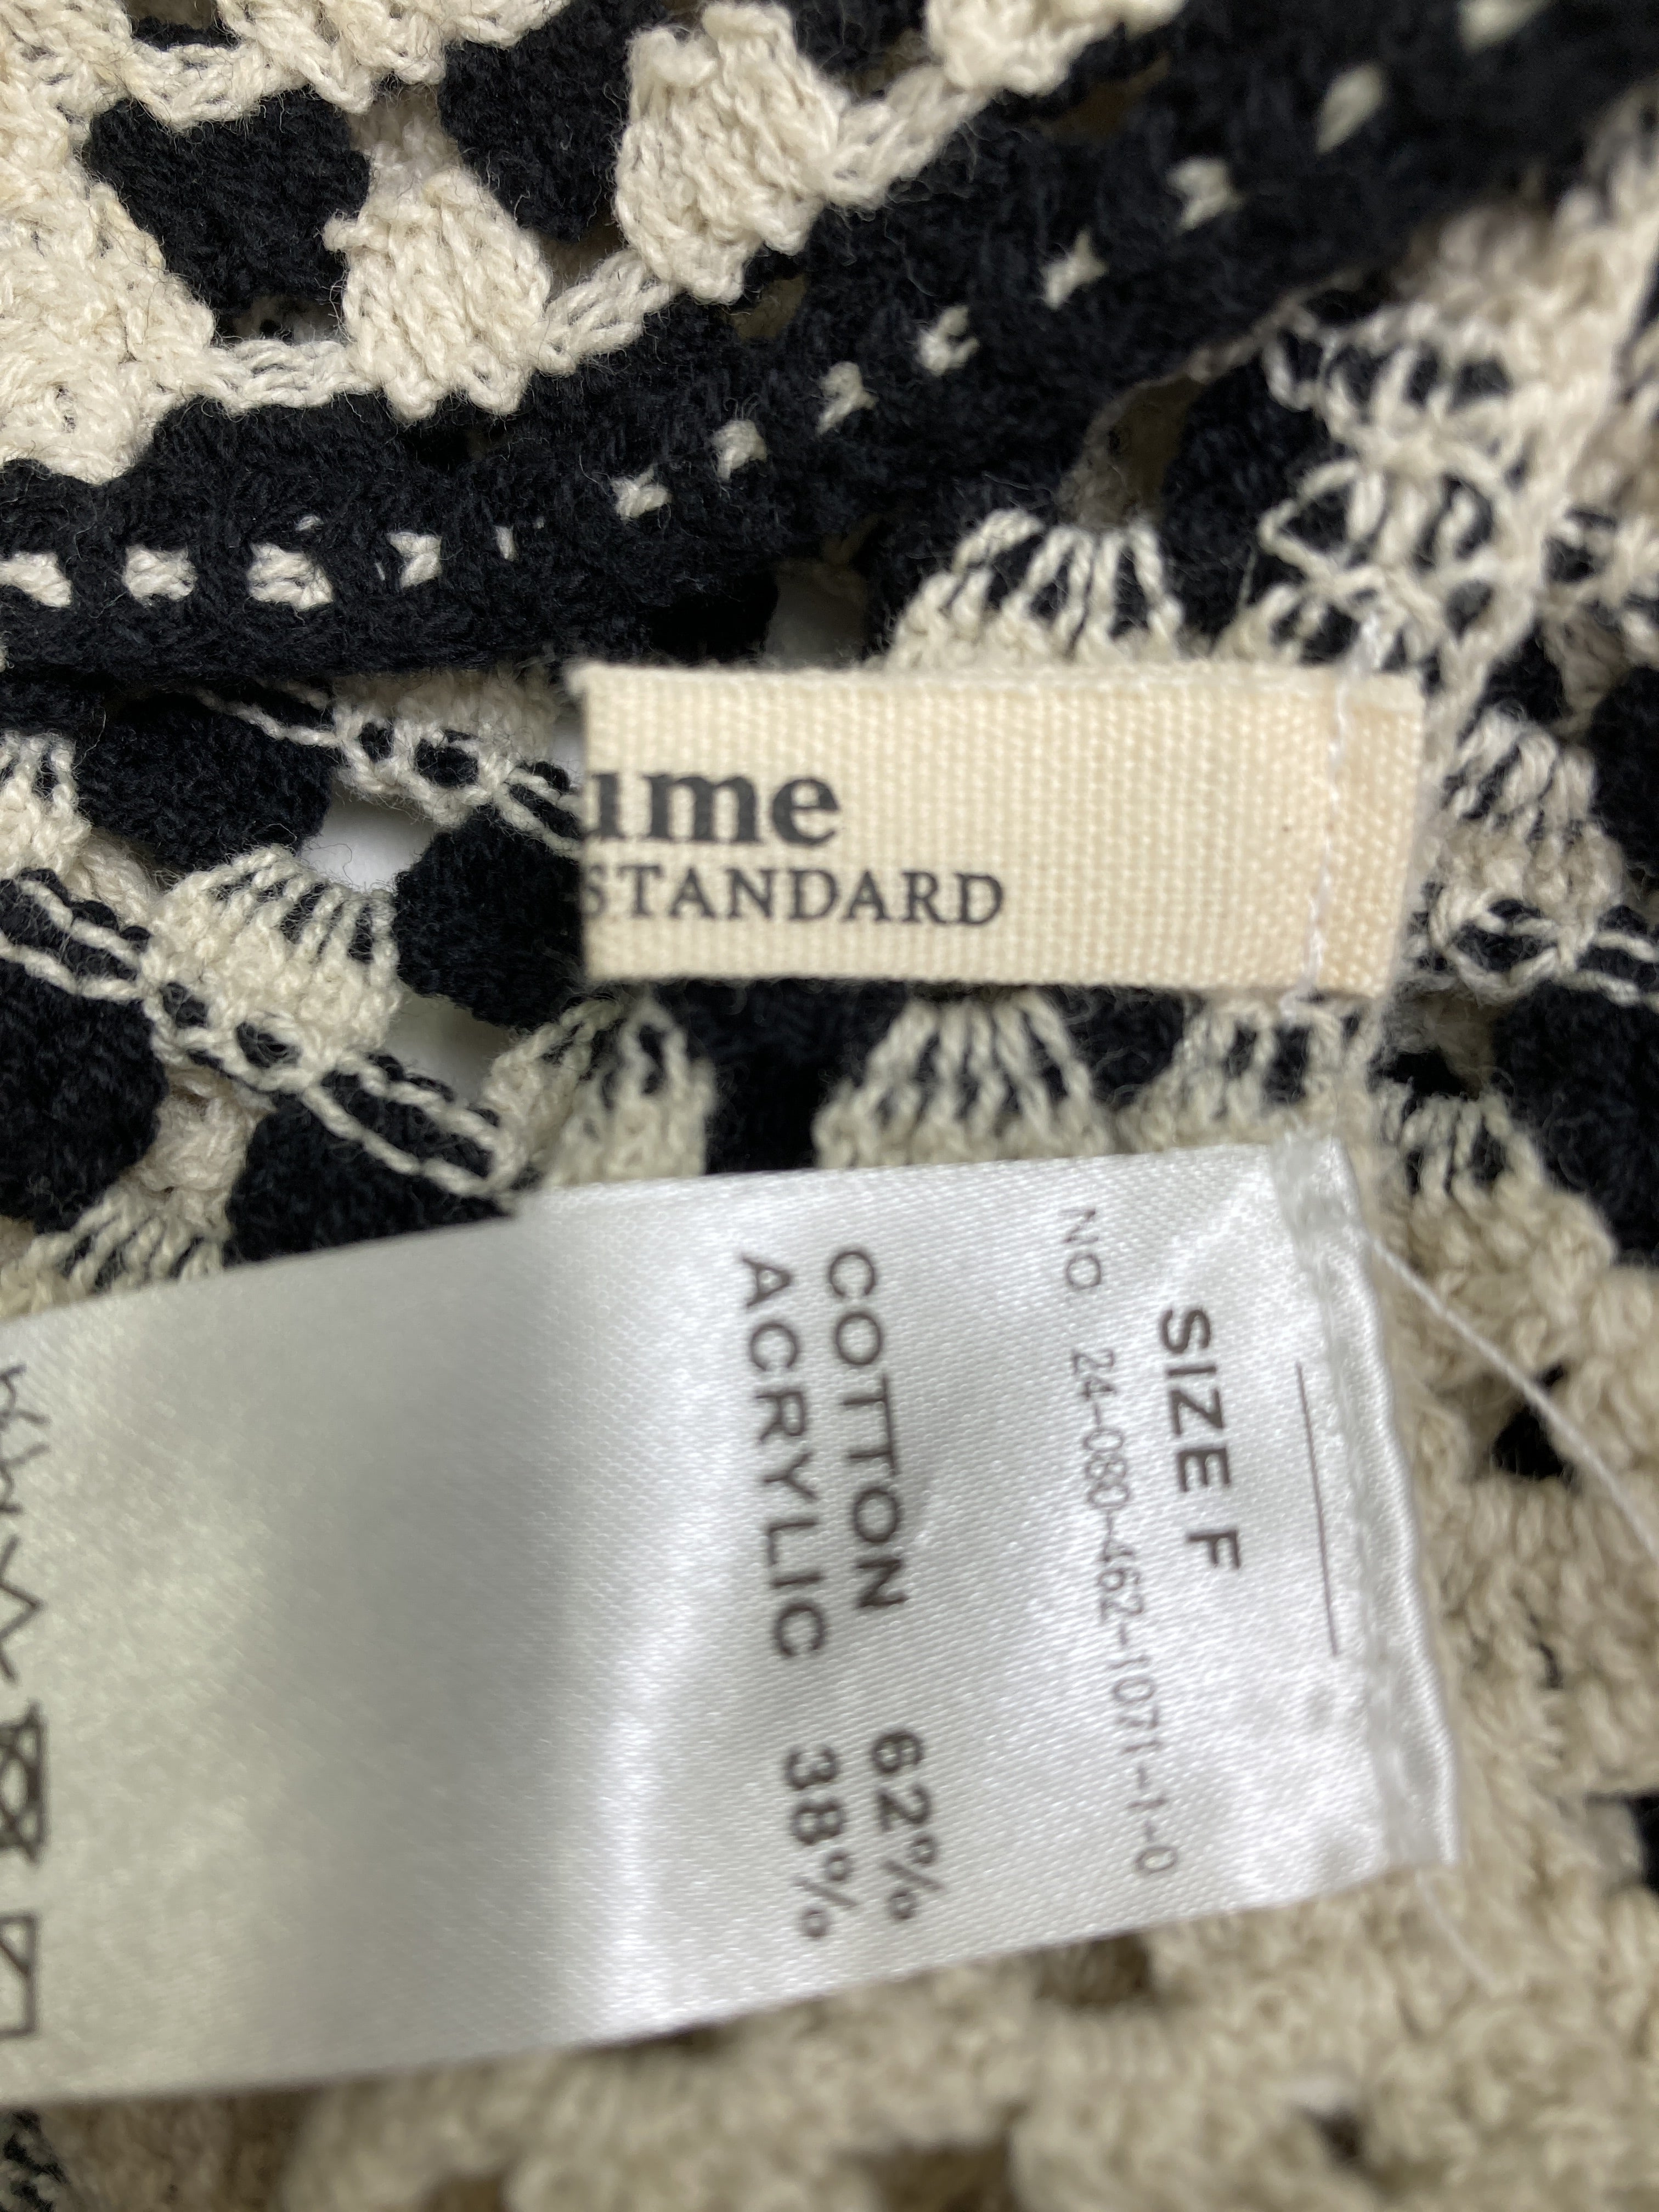 ume
STANDARD
SIZE F
NO. 24-080-462-1071-1-0
COTTON 62%
ACRYLIC 38%